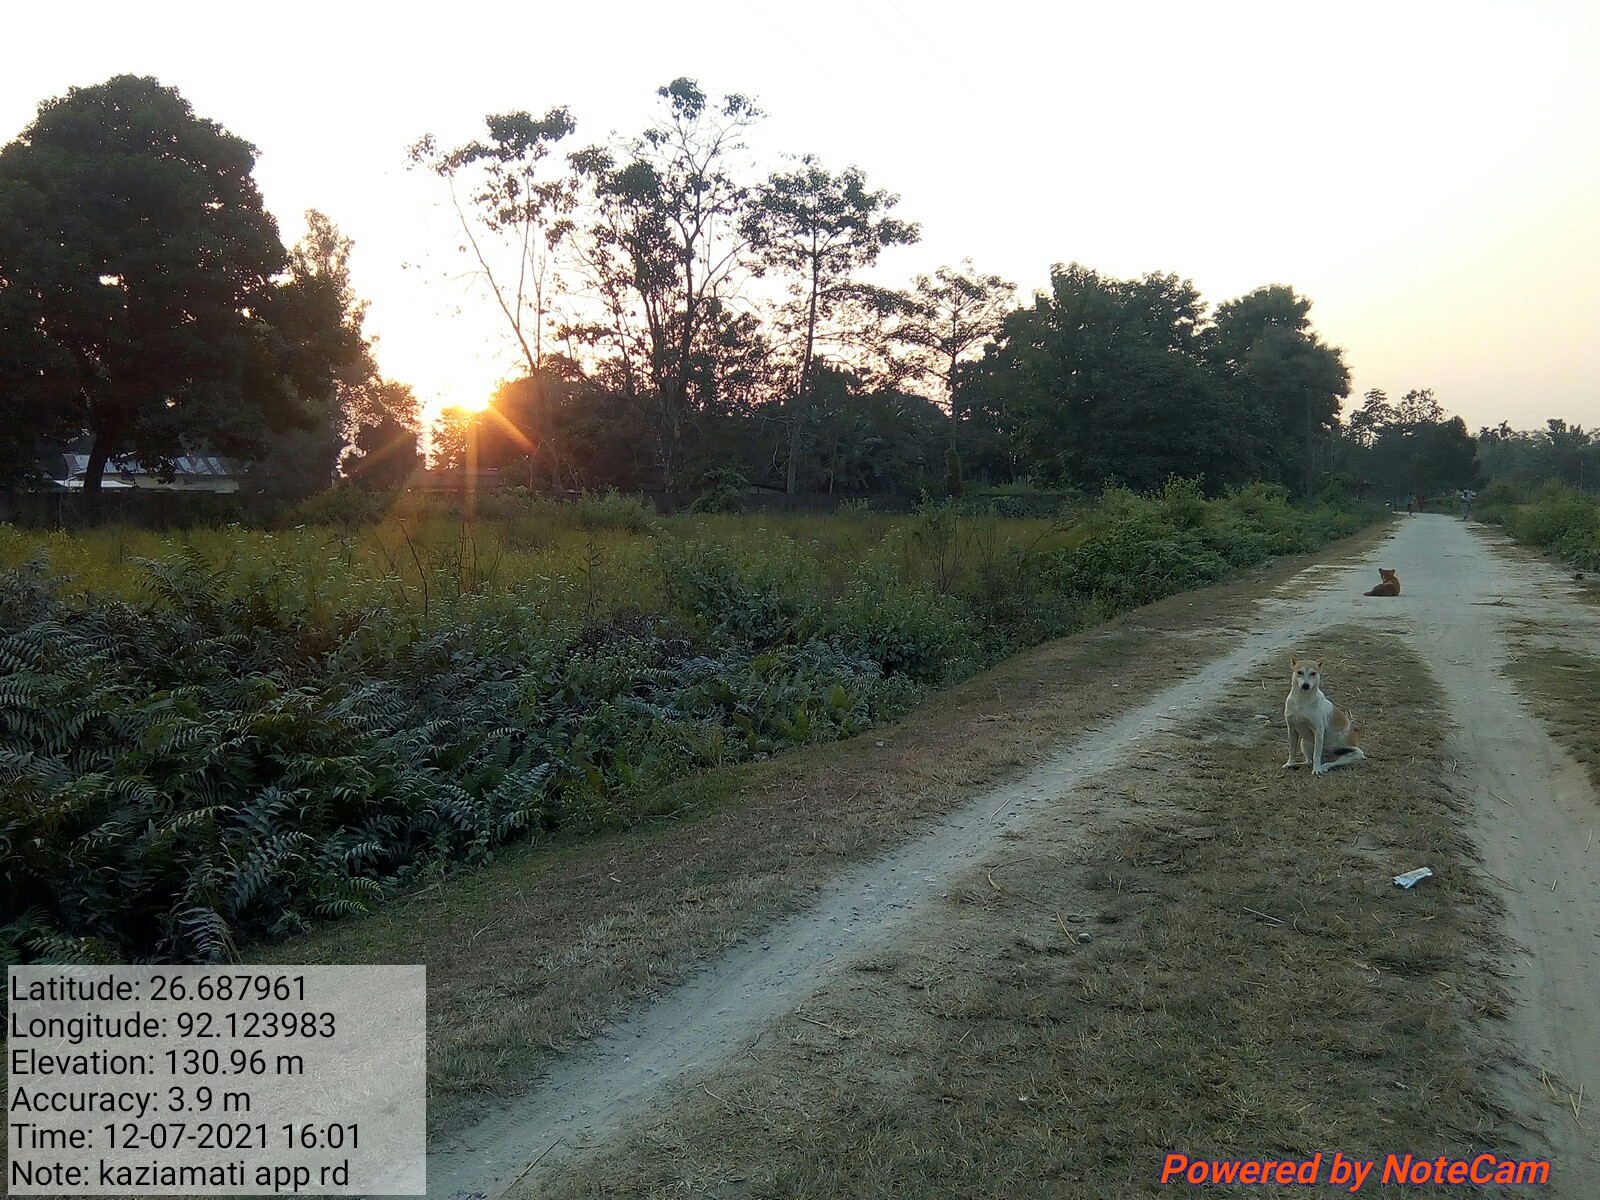 Latitude: 26.687961
Longitude: 92.123983
Elevation: 130.96 m
Accuracy: 3.9 m
Time: 12-07-2021 16:01
Note: kaziamati app rd
Powered by NoteCam